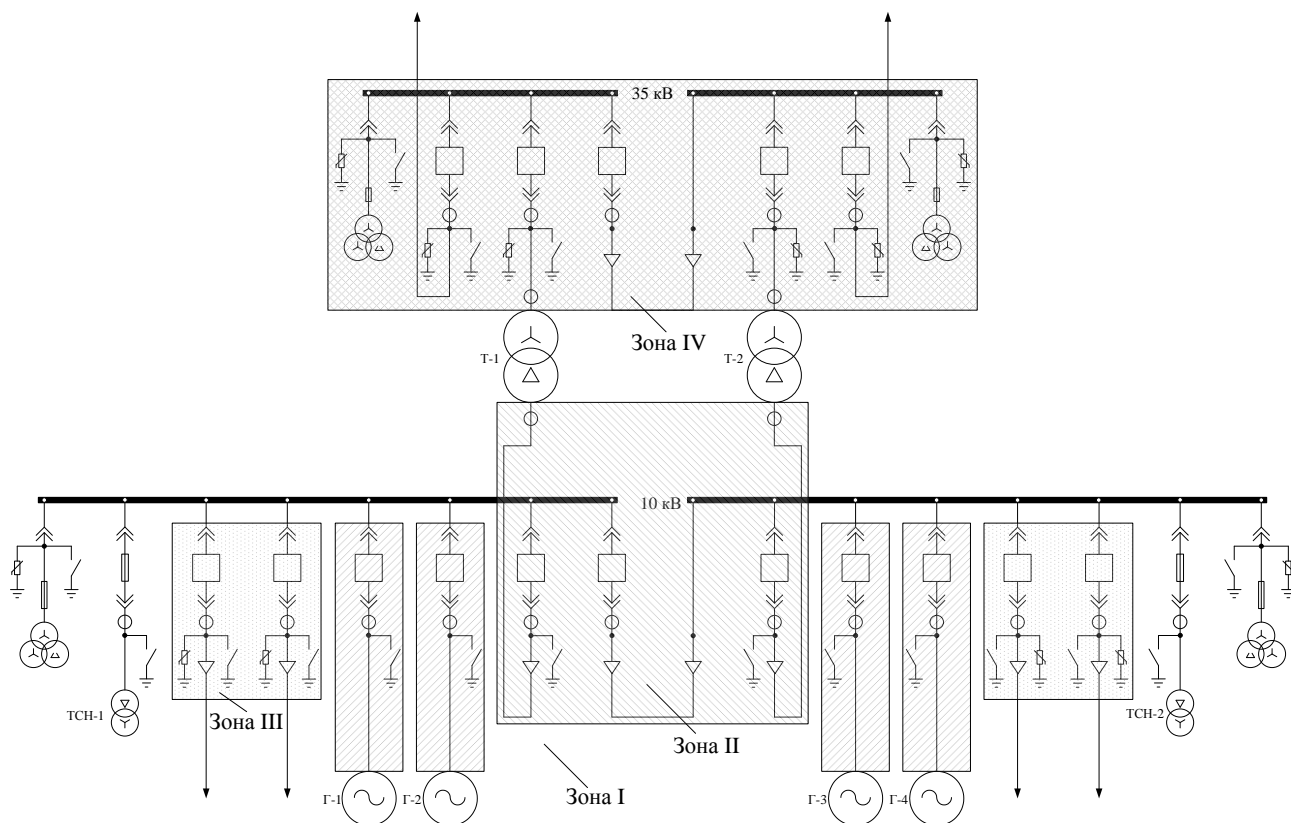 35 кВ
Зона IV
Т-1
Т-2
10 кВ
ТСН-1
Зона III
Зона II
ТСН-2
Зона I
Г-1
Г-2
Г-3
Г-4